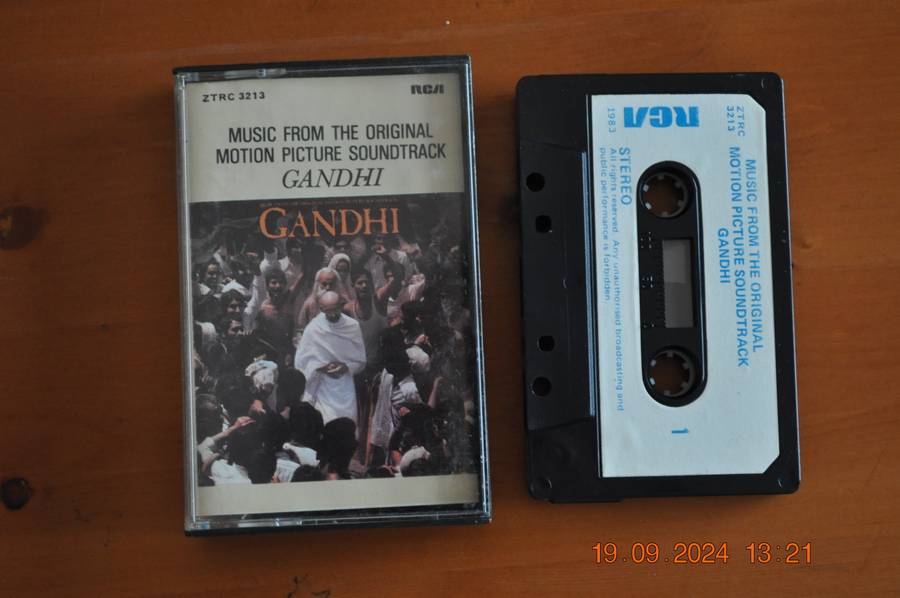 ZTRC 3213
RCA
MUSIC FROM THE ORIGINAL
MOTION PICTURE SOUNDTRACK
GANDHI
GANDHI
RCA
1983
ZTRC
3213
MUSIC FROM THE ORIGINAL
MOTION PICTURE SOUNDTRACK
GANDHI
STEREO
All rights reserved. Any unauthorised broadcasting and
public performance is forbidden.
1
19.09.2024 13:21